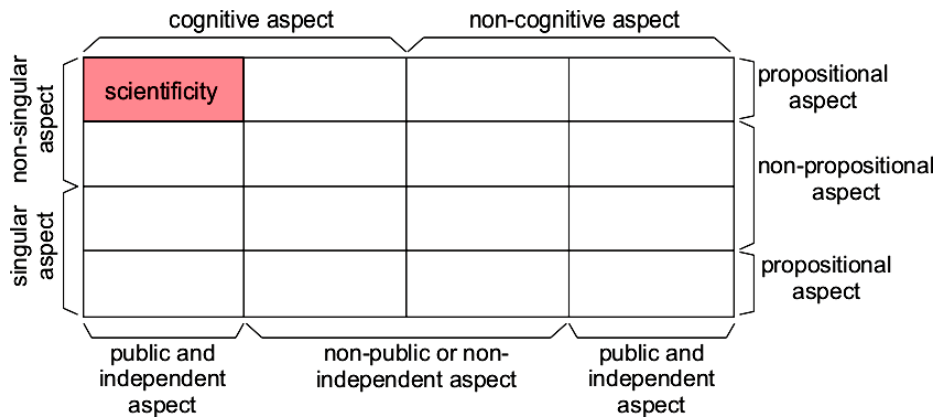 cognitive aspect
non-cognitive aspect
non-singular
aspect
scientificity
propositional
aspect
non-propositional
aspect
singular
aspect
propositional
aspect
public and
independent
aspect
non-public or non-
independent aspect
public and
independent
aspect